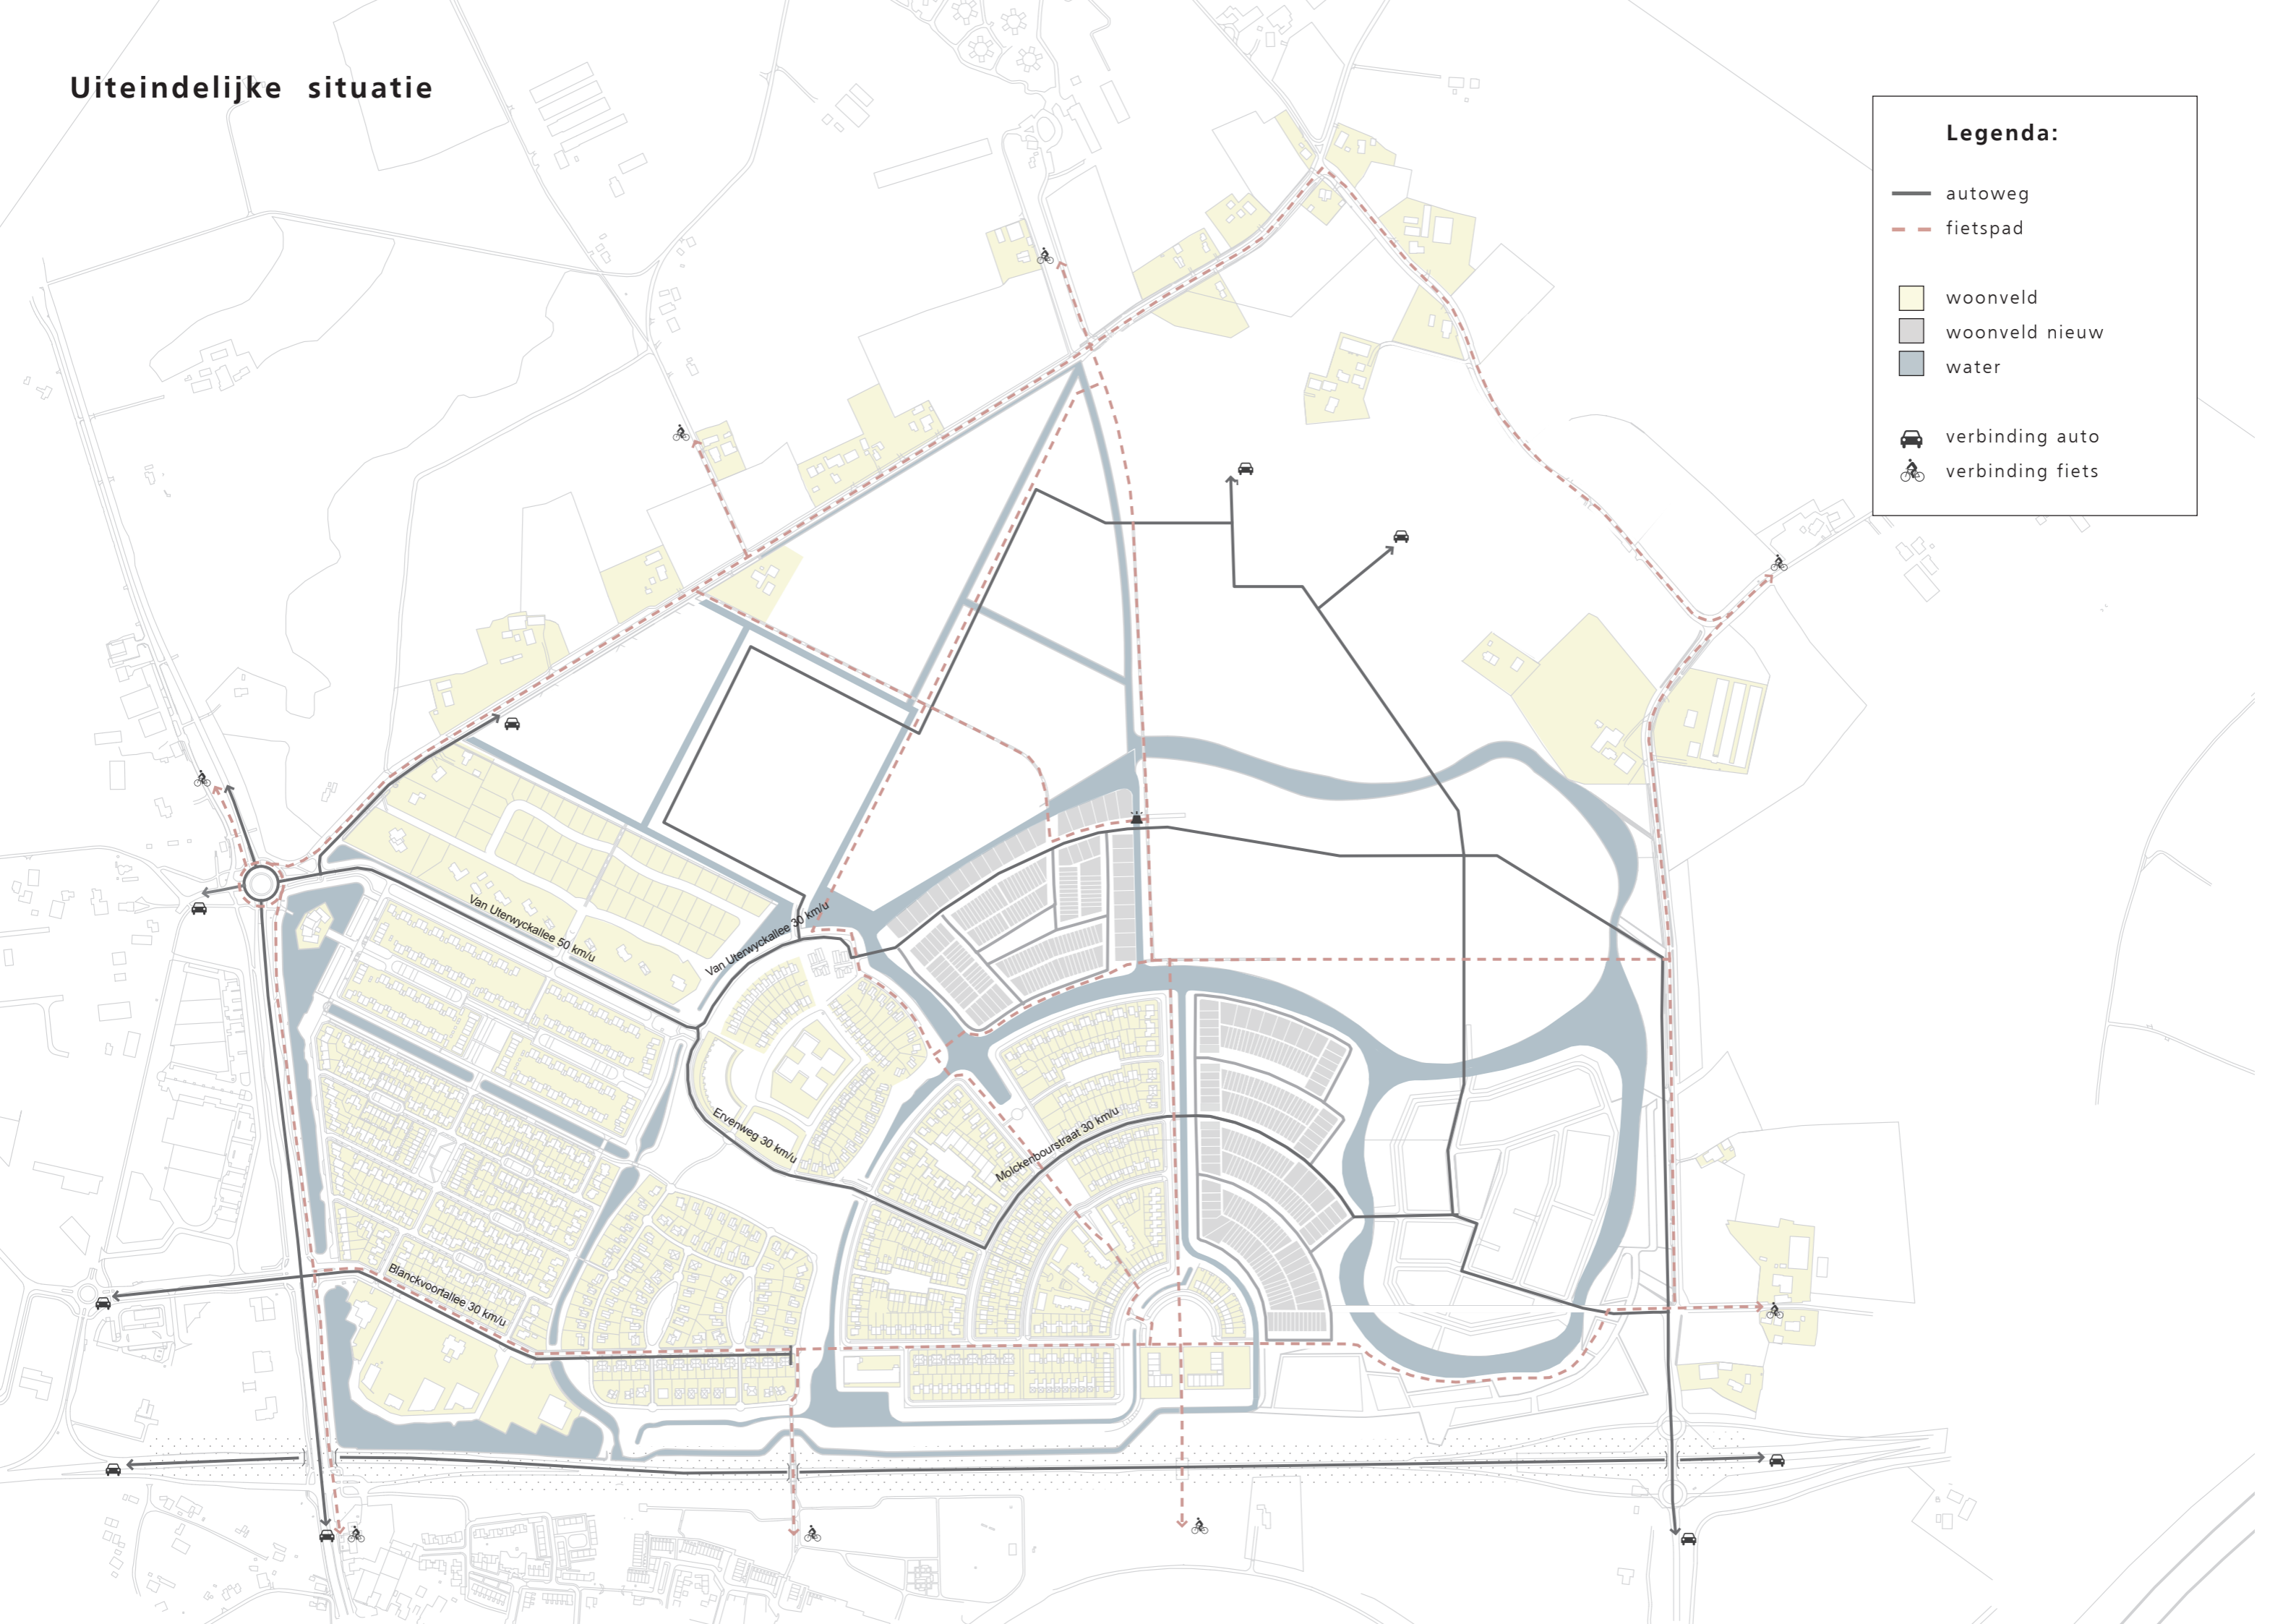 Uiteindelijke situatie
Legenda:
autoweg
fietspad
woonveld
woonveld nieuw
water
verbinding auto
verbinding fiets
Van Uterwyckallee 50 km/u
Van Uterwyckallee 30 km/u
Ervenweg 30 km/u
Molckenbourstraat 30 km/u
Blanckvoortallee 30 km/u